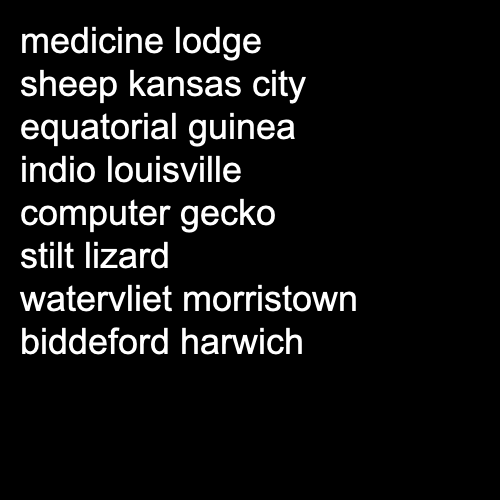 medicine lodge
sheep kansas city
equatorial guinea
indio louisville
computer gecko
stilt lizard
watervliet morristown
biddeford harwich